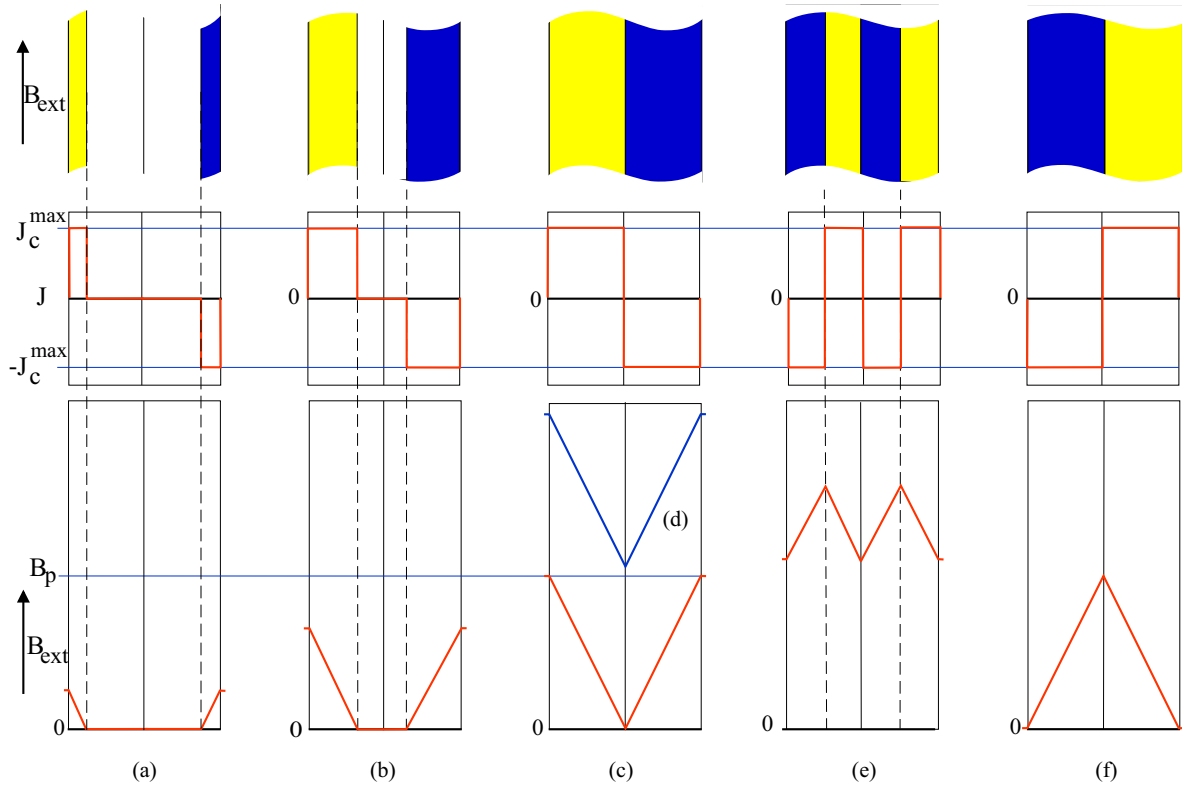 B_ext
J_c^max
J
0
0
0
0
-J_c^max
(d)
B_p
B_ext
0
0
0
0
0
(a)
(b)
(c)
(e)
(f)